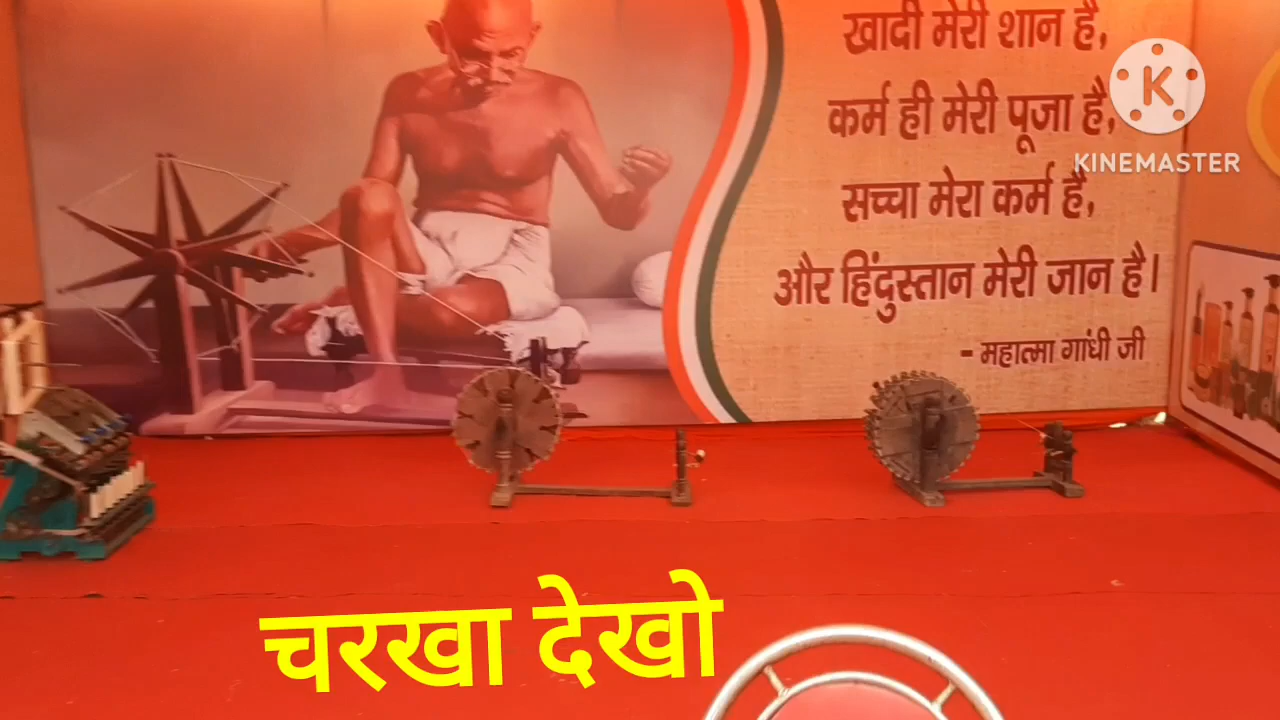 खादी मेरी शान है,
कर्म ही मेरी पूजा है,
सच्चा मेरा कर्म है,
और हिंदुस्तान मेरी जान है।
- महात्मा गांधी जी
K
KINEMASTER
चरखा देखो